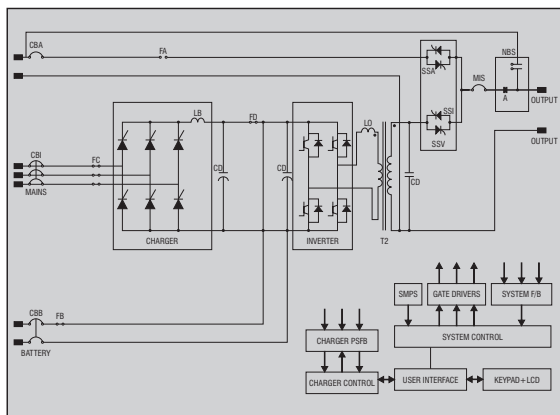 CBA
FA
NBS
SSA
MIS
A
OUTPUT
SSI
SSV
OUTPUT
LB
FD
LO
CBI
FC
MAINS
CD
CD
CD
T2
CHARGER
INVERTER
CBB
FB
BATTERY
SMPS
GATE DRIVERS
SYSTEM F/B
CHARGER PSFB
SYSTEM CONTROL
CHARGER CONTROL
USER INTERFACE
KEYPAD+LCD